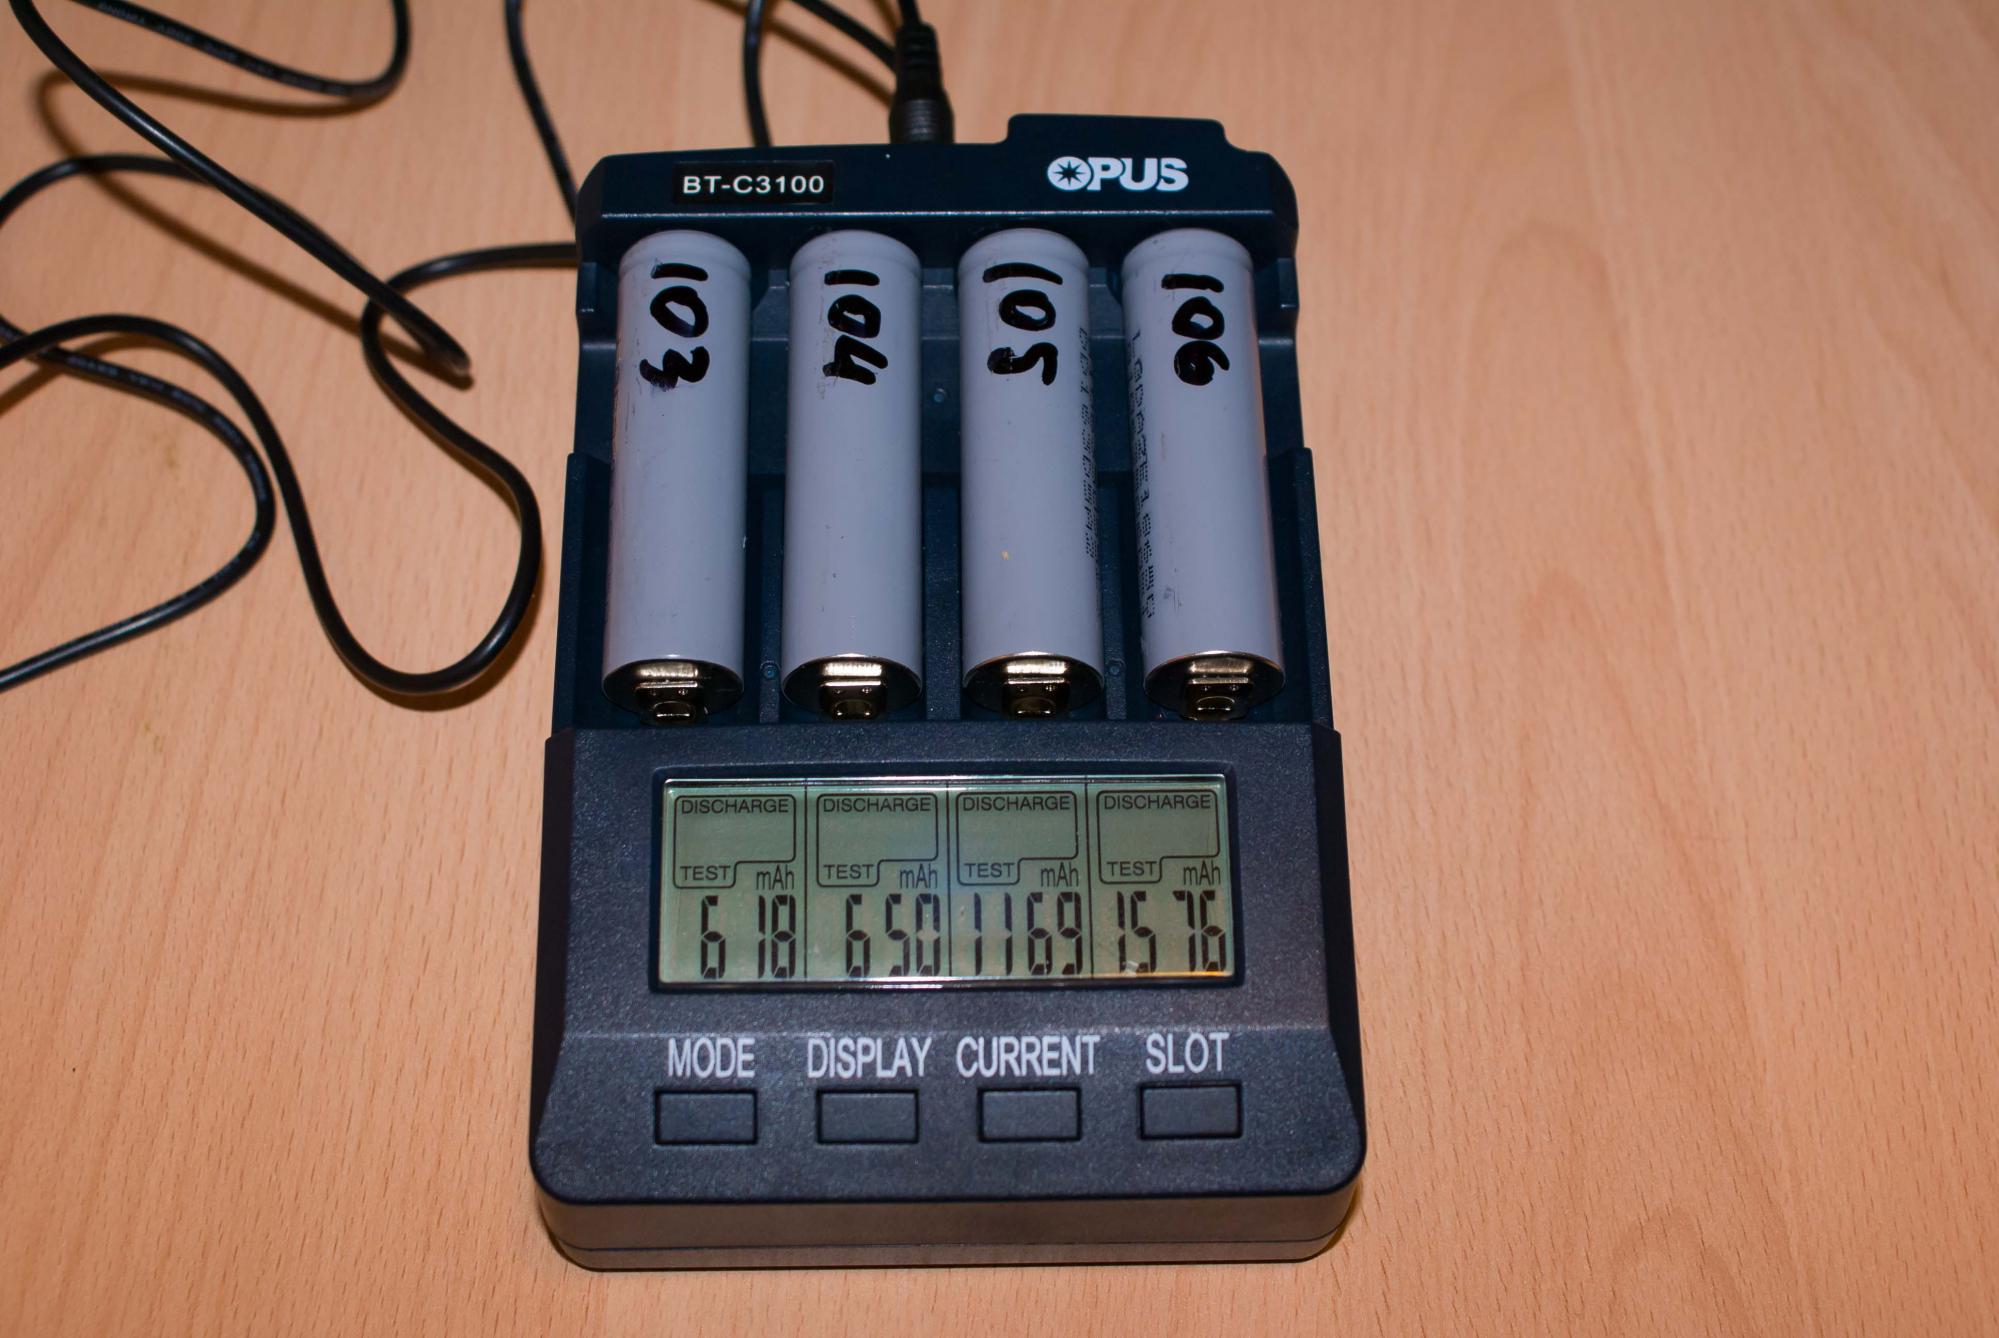 BT-C3100
OPUS
103
104
105
106
DISCHARGE DISCHARGE DISCHARGE DISCHARGE
TEST mAh TEST mAh TEST mAh TEST mAh
618 650 1169 1576
MODE DISPLAY CURRENT SLOT